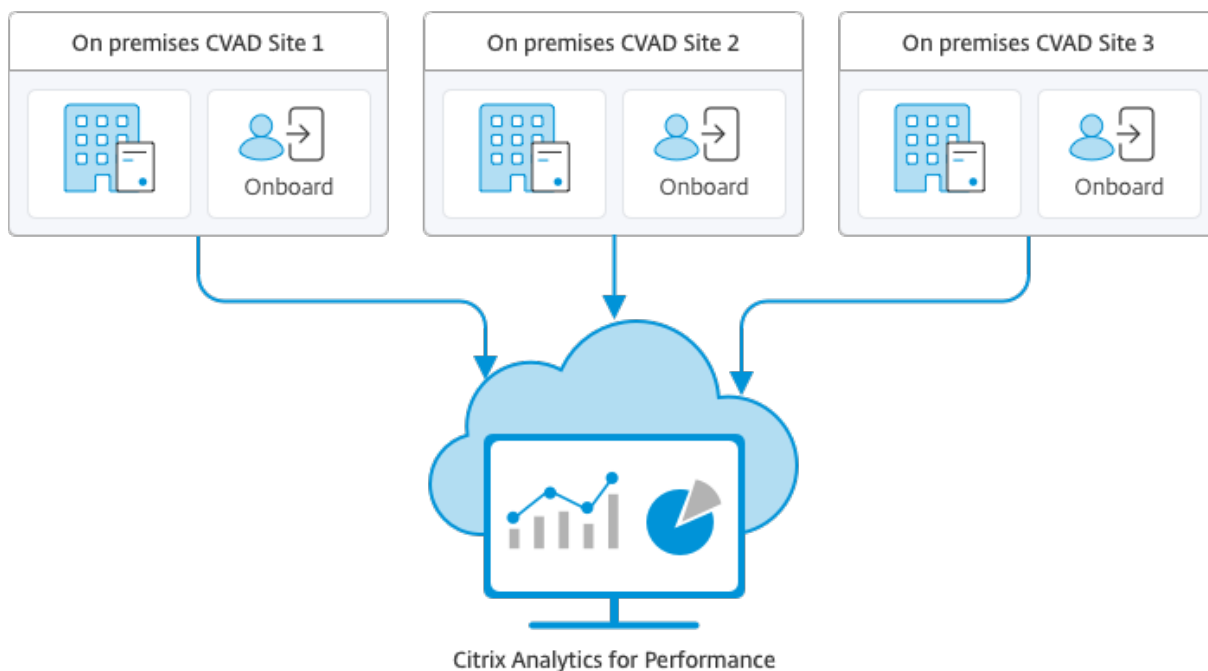 On premises CVAD Site 1
On premises CVAD Site 2
On premises CVAD Site 3
Onboard
Onboard
Onboard
Citrix Analytics for Performance